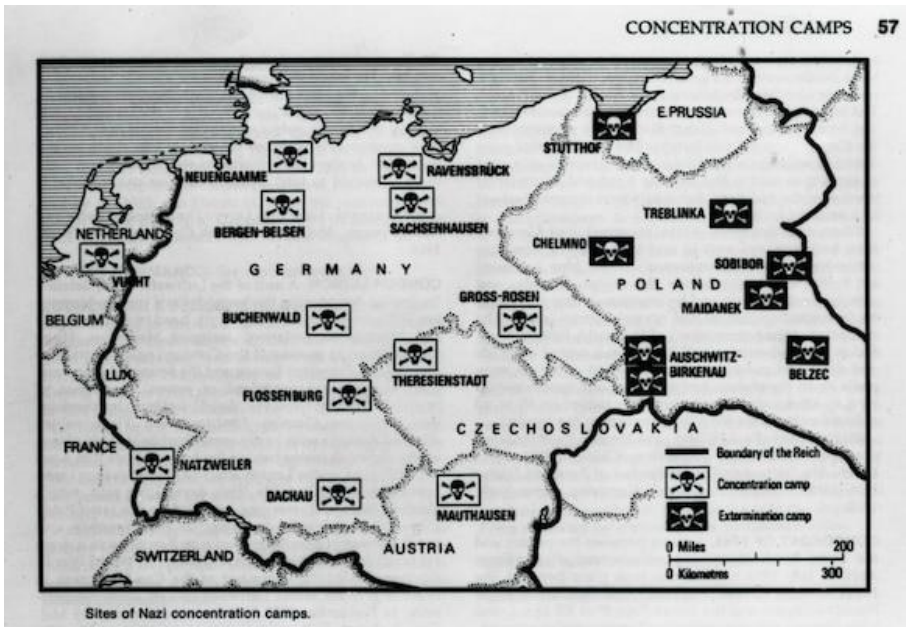 CONCENTRATION CAMPS 57
E.PRUSSIA
STUTTHOF
NEUENGAMME
RAVENSBRÜCK
BERGEN-BELSEN
SACHSENHAUSEN
TREBLINKA
NETHERLANDS
CHELMNO
SOBIBOR
GERMANY
VUGHT
POLAND
GROSS-ROSEN
MAIDANEK
BELGIUM
BUCHENWALD
AUSCHWITZ-
BIRKENAU
BELZEC
LUX.
THERESIENSTADT
FLOSSENBURG
CZECHOSLOVAKIA
FRANCE
NATZWEILER
DACHAU
MAUTHAUSEN
AUSTRIA
SWITZERLAND
Boundary of the Reich
Concentration camp
Extermination camp
0 Miles 200
0 Kilometres 300
Sites of Nazi concentration camps.